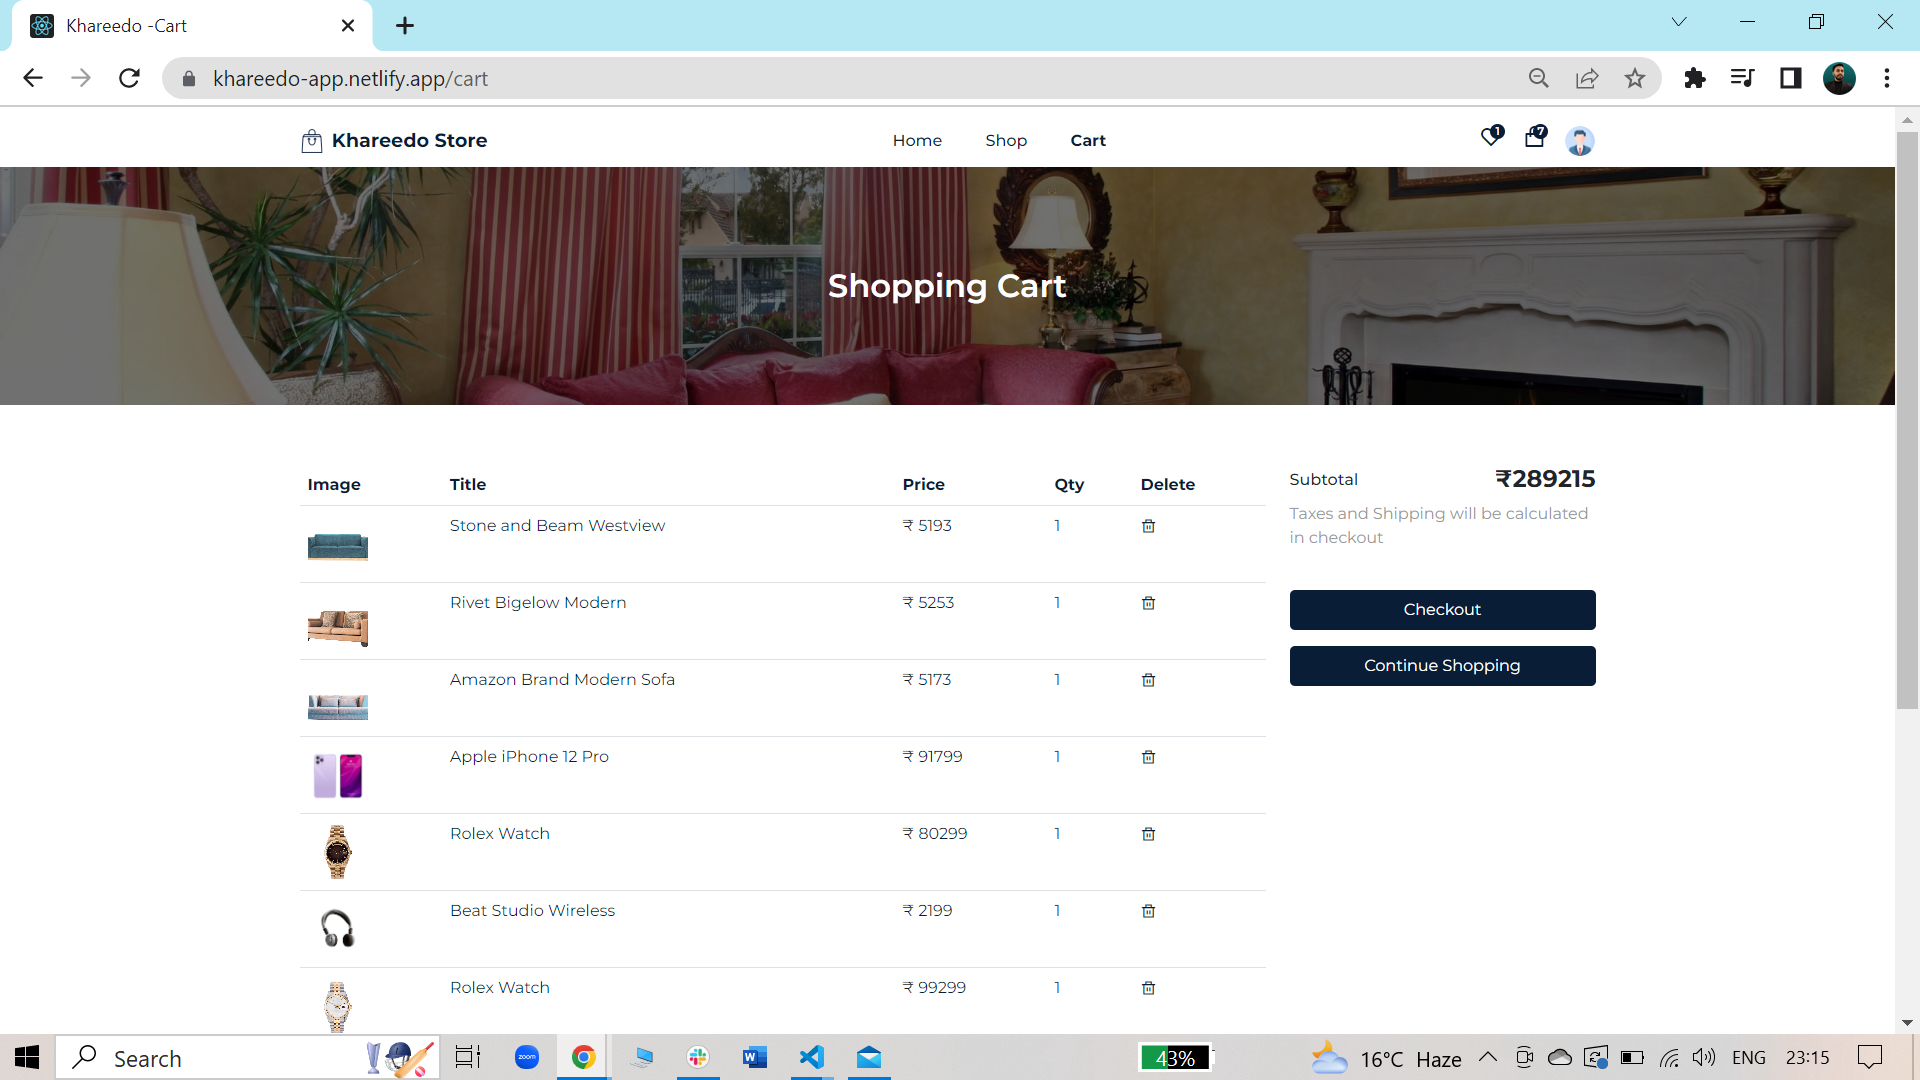 Khareedo -Cart
khareedo-app.netlify.app/cart
Khareedo Store
Home
Shop
Cart
1
7
Shopping Cart
Image Title Price Qty Delete
Stone and Beam Westview ₹ 5193 1
Rivet Bigelow Modern ₹ 5253 1
Amazon Brand Modern Sofa ₹ 5173 1
Apple iPhone 12 Pro ₹ 91799 1
Rolex Watch ₹ 80299 1
Beat Studio Wireless ₹ 2199 1
Rolex Watch ₹ 99299 1
Subtotal ₹289215
Taxes and Shipping will be calculated
in checkout
Checkout
Continue Shopping
Search
zoom
W
43%
16°C Haze
ENG
23:15